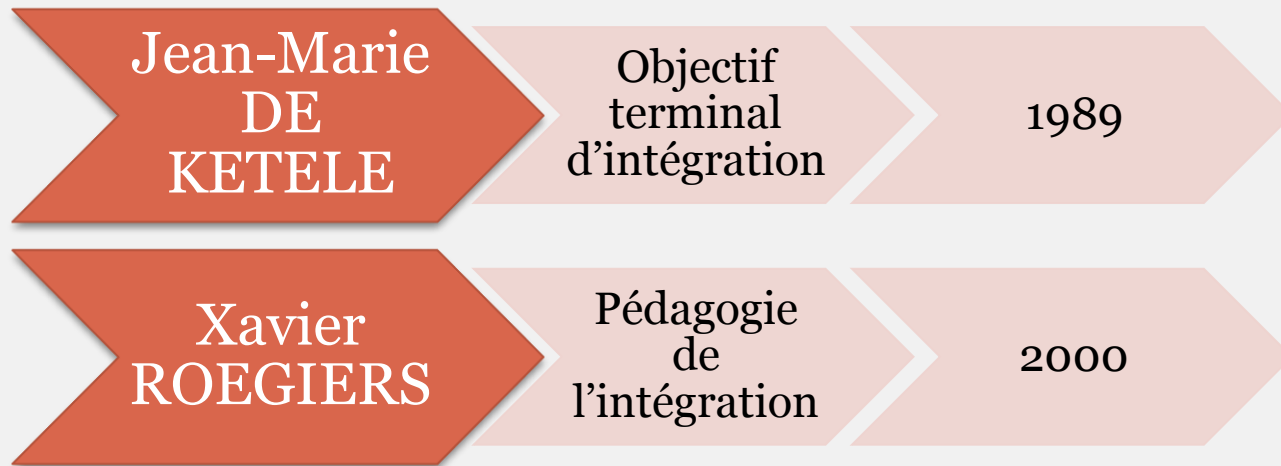 Jean-Marie
DE
KETELE
Objectif
terminal
d’intégration
1989
Xavier
ROEGIERS
Pédagogie
de
l’intégration
2000